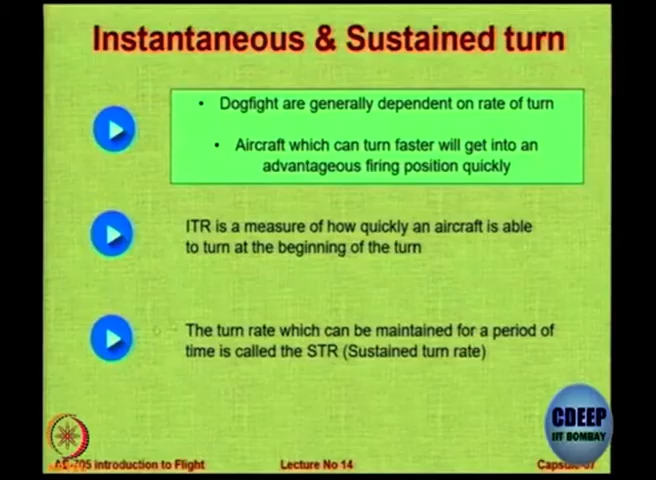 Instantaneous & Sustained turn
• Dogfight are generally dependent on rate of turn
• Aircraft which can turn faster will get into an
advantageous firing position quickly
ITR is a measure of how quickly an aircraft is able
to turn at the beginning of the turn
The turn rate which can be maintained for a period of
time is called the STR (Sustained turn rate)
CDEEP
IIT BOMBAY
705 introduction to Flight
Lecture No 14